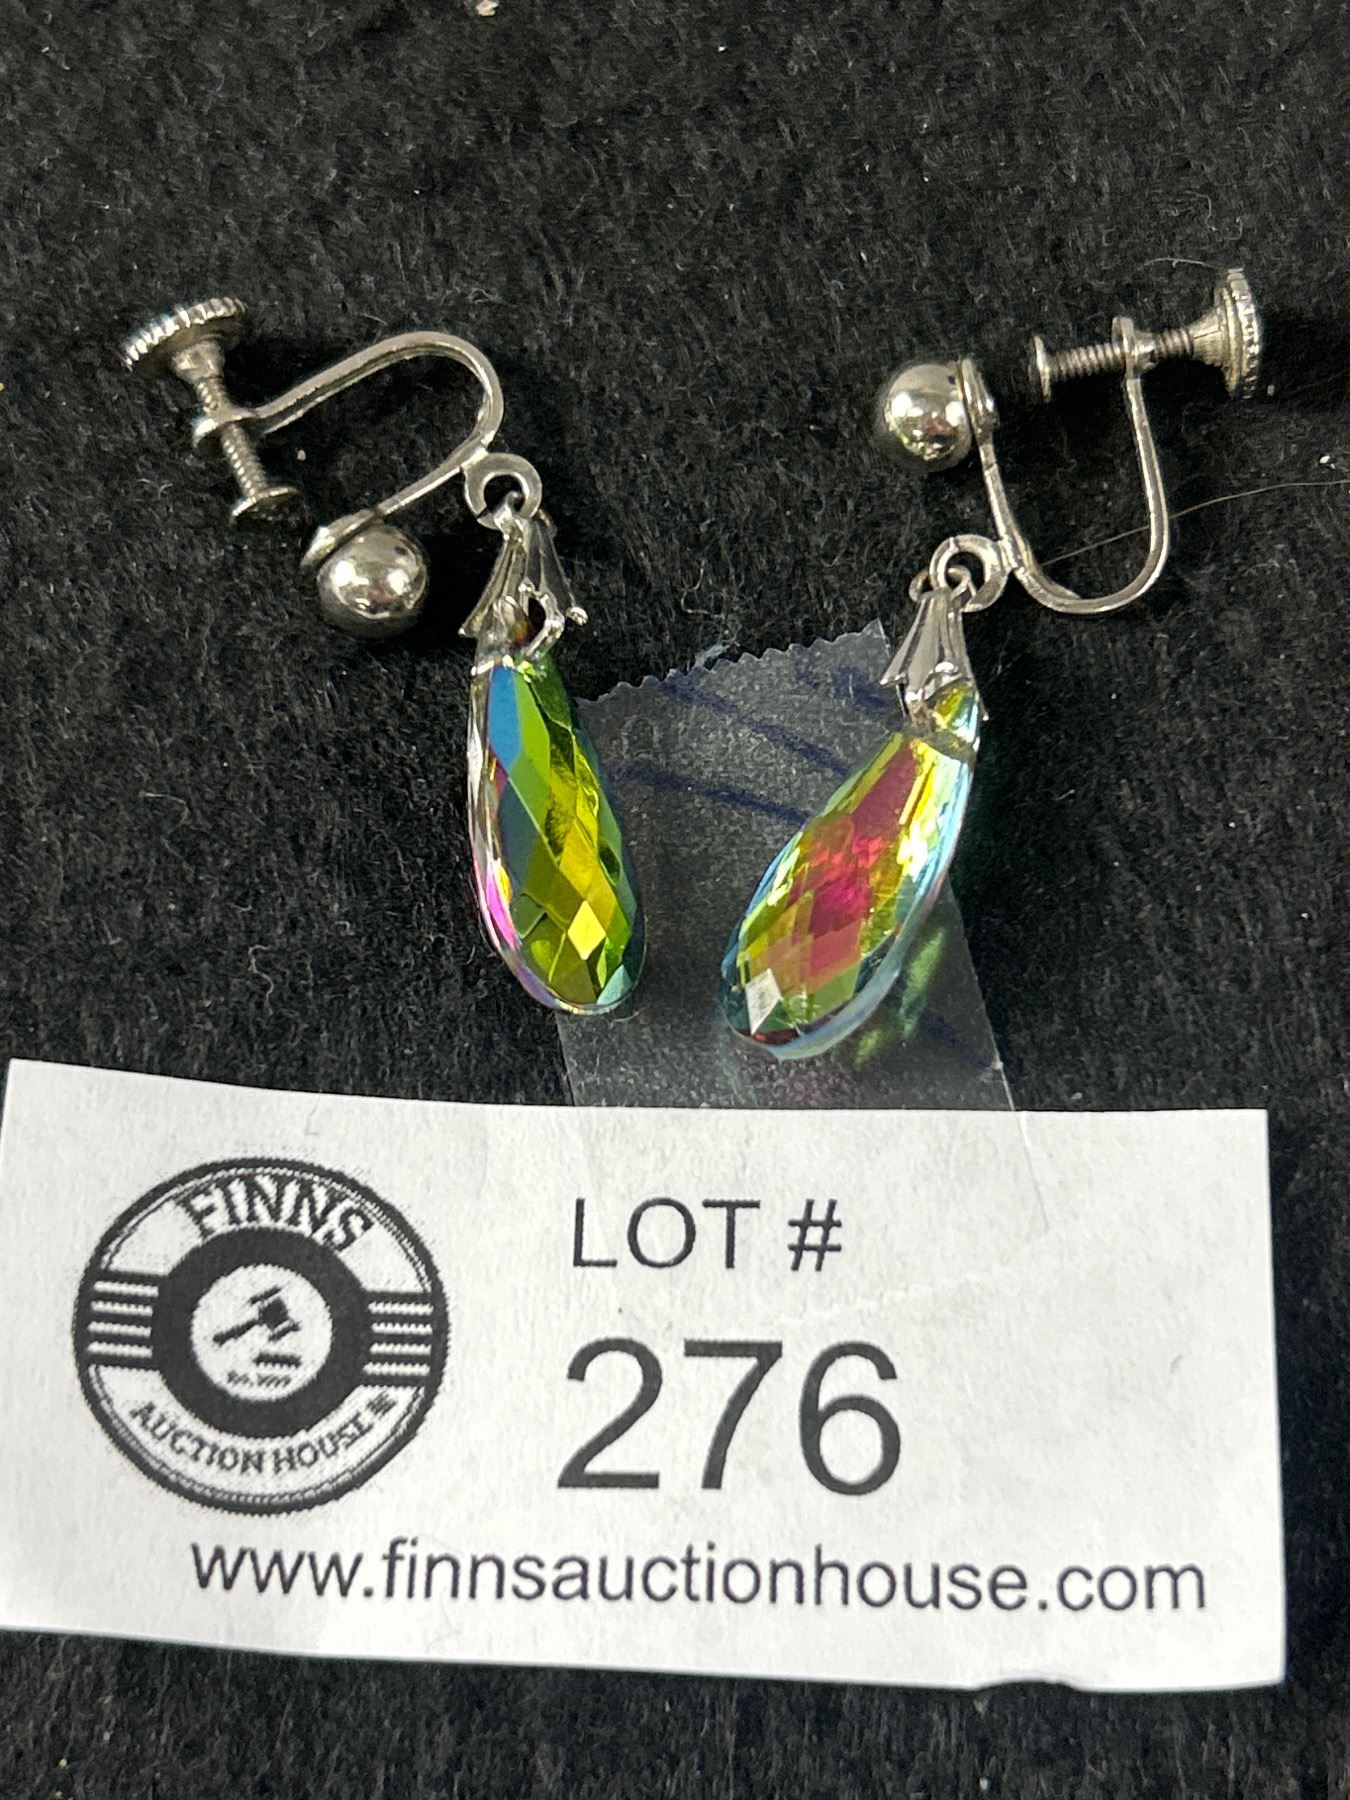 FINNS
AUCTION HOUSE
LOT #
276
www.finnsauctionhouse.com